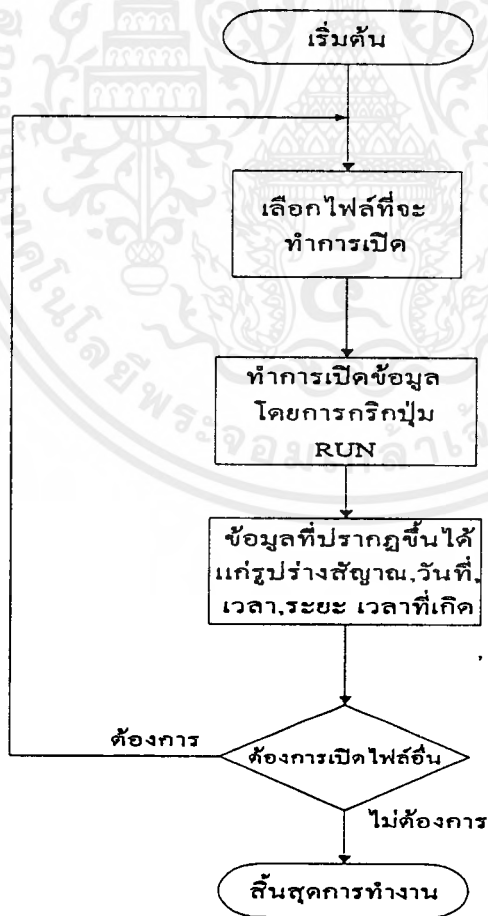 เริ่มต้น
เลือกไฟล์ที่จะ
ทำการเปิด
ทำการเปิดข้อมูล
โดยการกริกปุ่ม
RUN
ข้อมูลที่ปรากฏขึ้นได้
แก่รูปร่างสัญาณ,วันที่,
เวลา,ระยะ เวลาที่เกิด
ต้องการ
ต้องการเปิดไฟล์อื่น
ไม่ต้องการ
สิ้นสุดการทำงาน